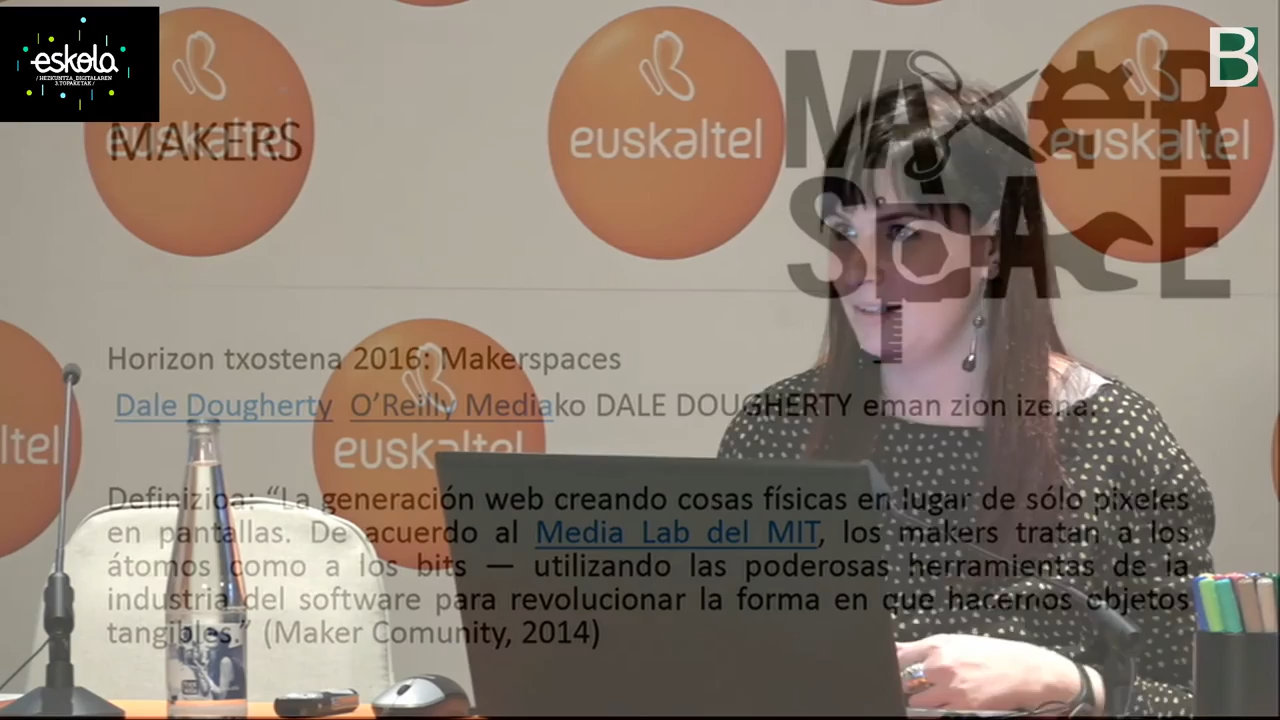 eskola
/ HEZKUNTZA_DIGITALAREN
3.TOPAKETAK /
B
euskaltel
euskaltel
euskaltel
MAKERS
MAKER
SPACE
Horizon txostena 2016: Makerspaces
Dale Dougherty O’Reilly Mediako DALE DOUGHERTY eman zion izena.
ltel
euskaltel
Definizioa: “La generación web creando cosas físicas en lugar de sólo pixeles
en pantallas. De acuerdo al Media Lab del MIT, los makers tratan a los
átomos como a los bits — utilizando las poderosas herramientas de la
industria del software para revolucionar la forma en que hacemos objetos
tangibles.” (Maker Comunity, 2014)